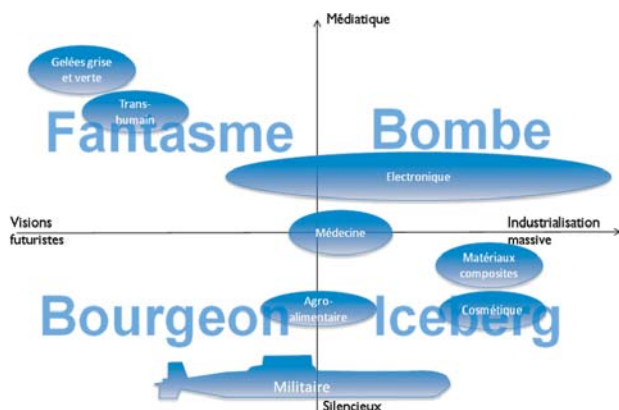 Médiatique
Gelées grise
et verte
Trans-
humain
Fantasme
Bombe
Electronique
Visions
futuristes
Médecine
Industrialisation
massive
Matériaux
composites
Bourgeon
Agro-
alimentaire
Iceberg
Cosmétique
Militaire
Silencieux